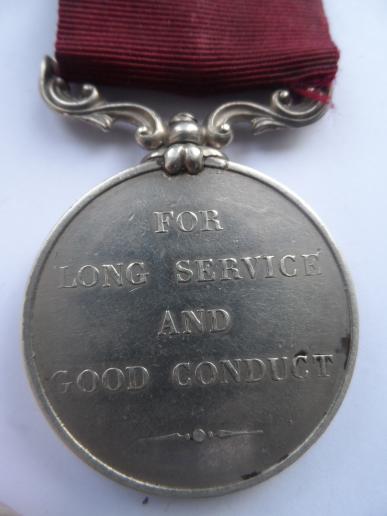 FOR
LONG SERVICE
AND
GOOD CONDUCT